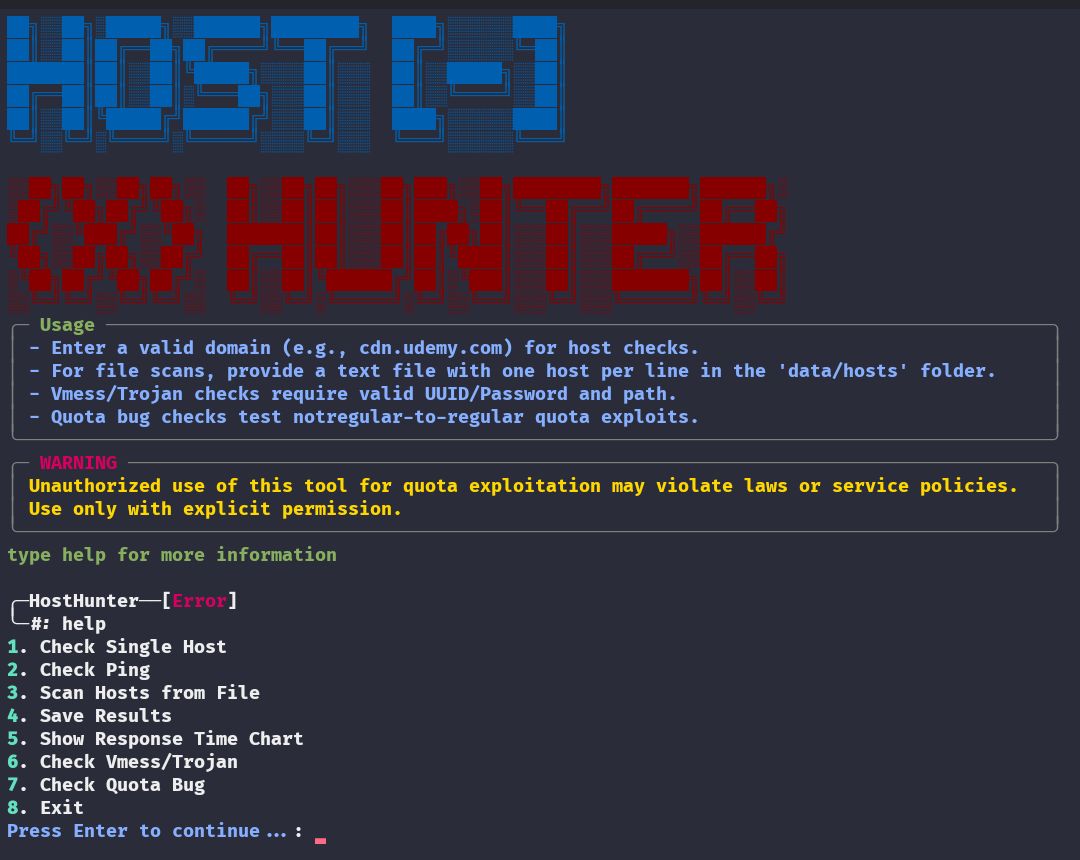 HOST [-]
XX HUNTER
Usage
- Enter a valid domain (e.g., cdn.udemy.com) for host checks.
- For file scans, provide a text file with one host per line in the 'data/hosts' folder.
- Vmess/Trojan checks require valid UUID/Password and path.
- Quota bug checks test notregular-to-regular quota exploits.
WARNING
Unauthorized use of this tool for quota exploitation may violate laws or service policies.
Use only with explicit permission.
type help for more information
HostHunter—[Error]
#: help
1. Check Single Host
2. Check Ping
3. Scan Hosts from File
4. Save Results
5. Show Response Time Chart
6. Check Vmess/Trojan
7. Check Quota Bug
8. Exit
Press Enter to continue...: